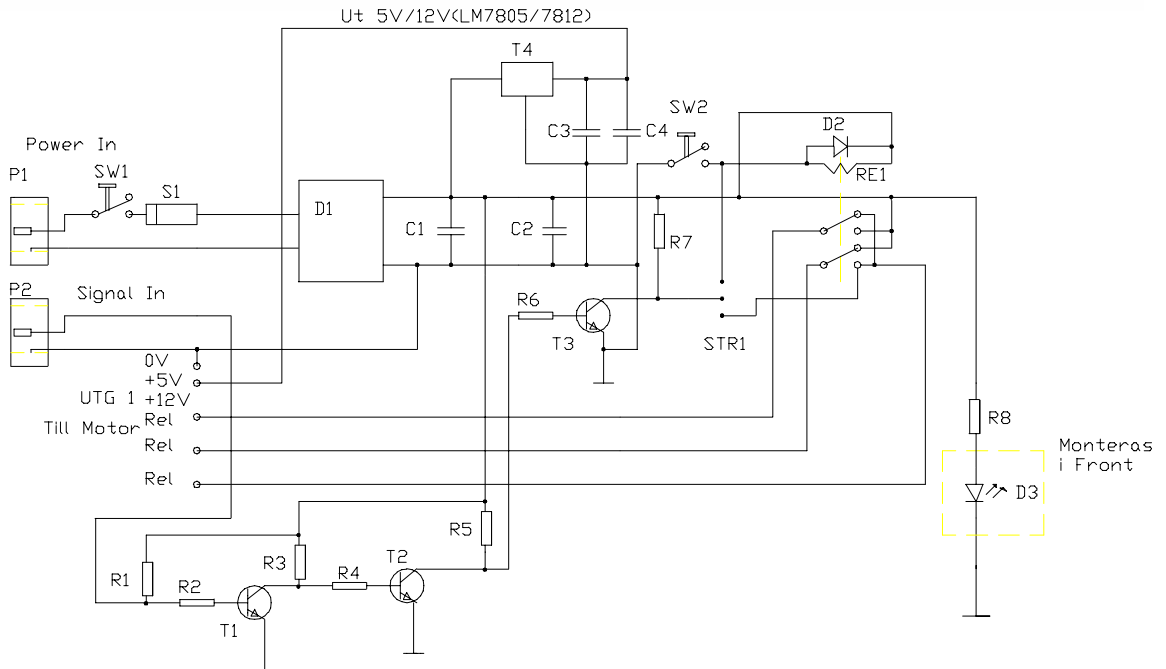 Ut 5V/12V(LM7805/7812)
T4
SW2
C3
C4
D2
RE1
Power In
P1
SW1
S1
D1
C1
C2
R7
P2
Signal In
R6
T3
STR1
0V
+5V
UTG 1 +12V
Till Motor Rel
Rel
Rel
R8
Monteras
i Front
D3
R5
R1
R2
R3
R4
T2
T1